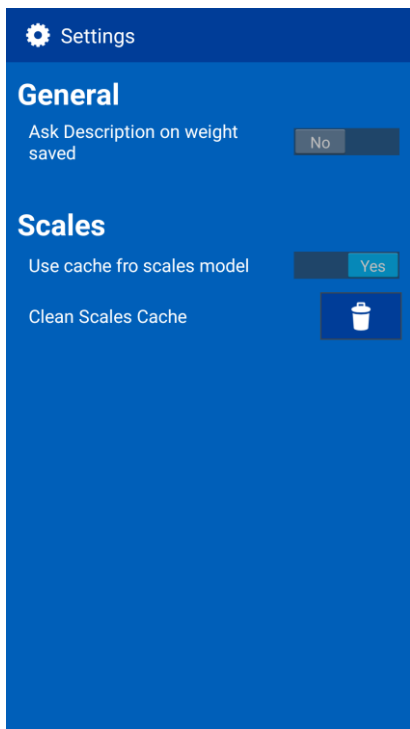 Settings
General
Ask Description on weight
saved
No
Scales
Use cache fro scales model
Yes
Clean Scales Cache